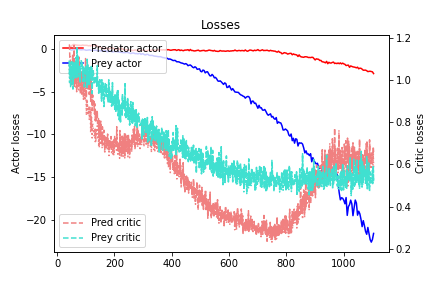 Losses
Predator actor
Prey actor
Pred critic
Prey critic
Actor losses
Critic losses
0
−5
−10
−15
−20
1.2
1.0
0.8
0.6
0.4
0.2
0
200
400
600
800
1000